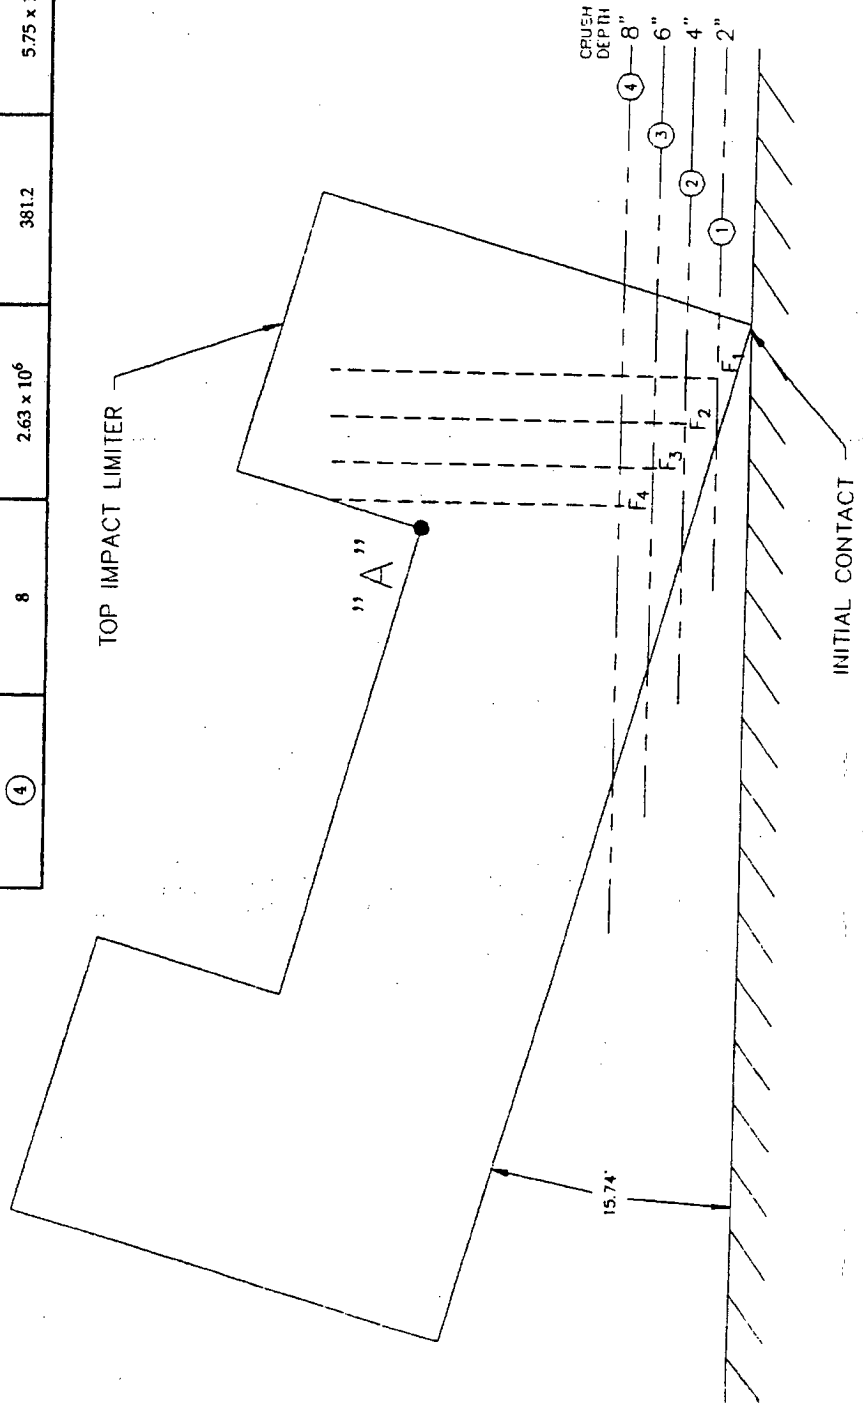 ④ 8 2.63 x 10⁶ 381.2 5.75 x
TOP IMPACT LIMITER
"A"
CRUSH
DEPTH
④ 8"
③ 6"
② 4"
① 2"
F₄
F₃
F₂
F₁
15.74°
INITIAL CONTACT